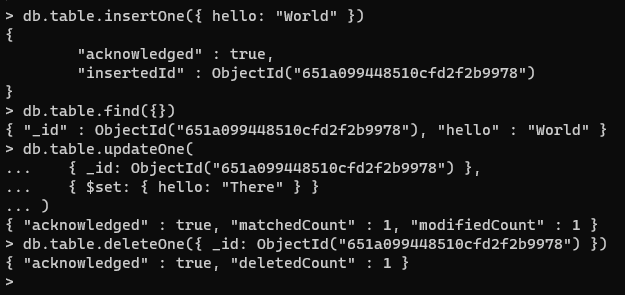 > db.table.insertOne({ hello: "World" })
{
        "acknowledged" : true,
        "insertedId" : ObjectId("651a099448510cfd2f2b9978")
}
> db.table.find({})
{ "_id" : ObjectId("651a099448510cfd2f2b9978"), "hello" : "World" }
> db.table.updateOne(
...    { _id: ObjectId("651a099448510cfd2f2b9978") },
...    { $set: { hello: "There" } }
... )
{ "acknowledged" : true, "matchedCount" : 1, "modifiedCount" : 1 }
> db.table.deleteOne({ _id: ObjectId("651a099448510cfd2f2b9978") })
{ "acknowledged" : true, "deletedCount" : 1 }
>